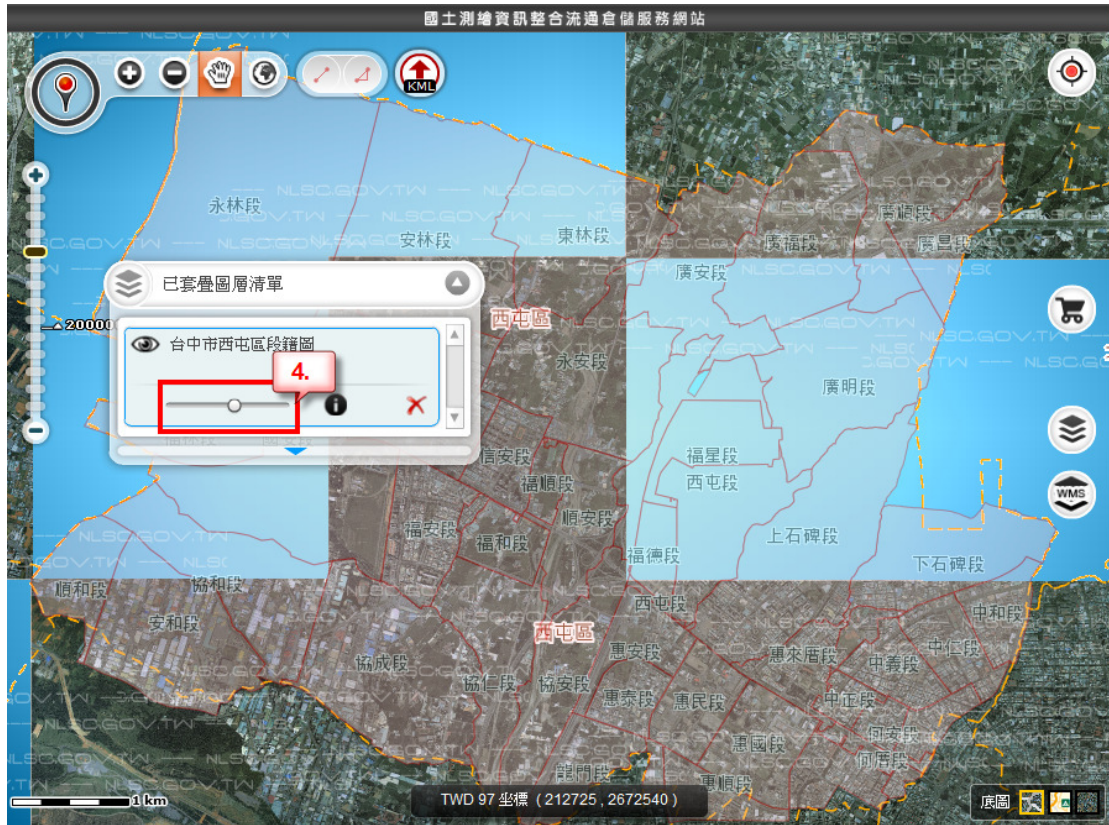 國土測繪資訊整合流通倉儲服務網站
KML
永林段
安林段
東林段
廣順段
廣福段
廣昌段
廣安段
已套疊圖層清單
西屯區
20000
台中市西屯區段籍圖
4.
永安段
廣明段
信安段
福星段
西屯段
福順段
WMS
福安段
福和段
順安段
上石碑段
福德段
下石碑段
順和段
協和段
西屯段
中和段
安和段
西屯區
惠安段
惠來厝段
中義段
中仁段
協成段
協仁段
協安段
惠泰段
惠民段
中正段
惠國段
何安段
何厝段
龍門段
惠順段
1 km
TWD 97 坐標 ( 212725 , 2672540 )
底圖
NLSC.GOV.TW